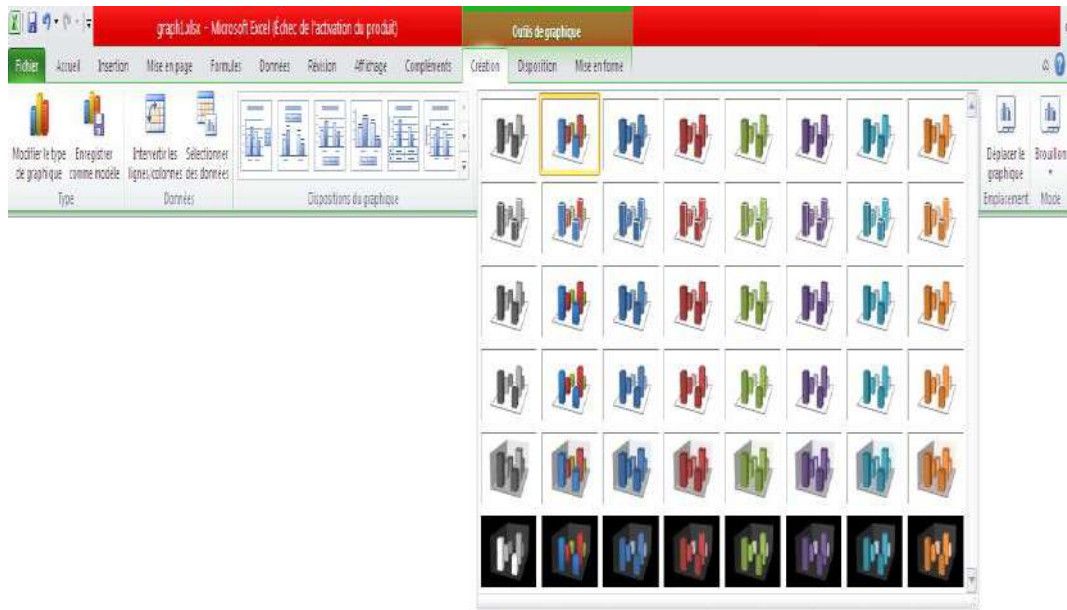 graph1.xlsx - Microsoft Excel (Échec de l'activation du produit)
Outils de graphique
Fichier Accueil Insertion Mise en page Formules Données Révision Affichage Compléments Création Disposition Mise en forme
Modifier le type de graphique
Enregistrer comme modèle
Intervertir les lignes/colonnes
Sélectionner des données
Déplacer le graphique
Brouillon
Type
Données
Dispositions du graphique
Emplacement
Mode